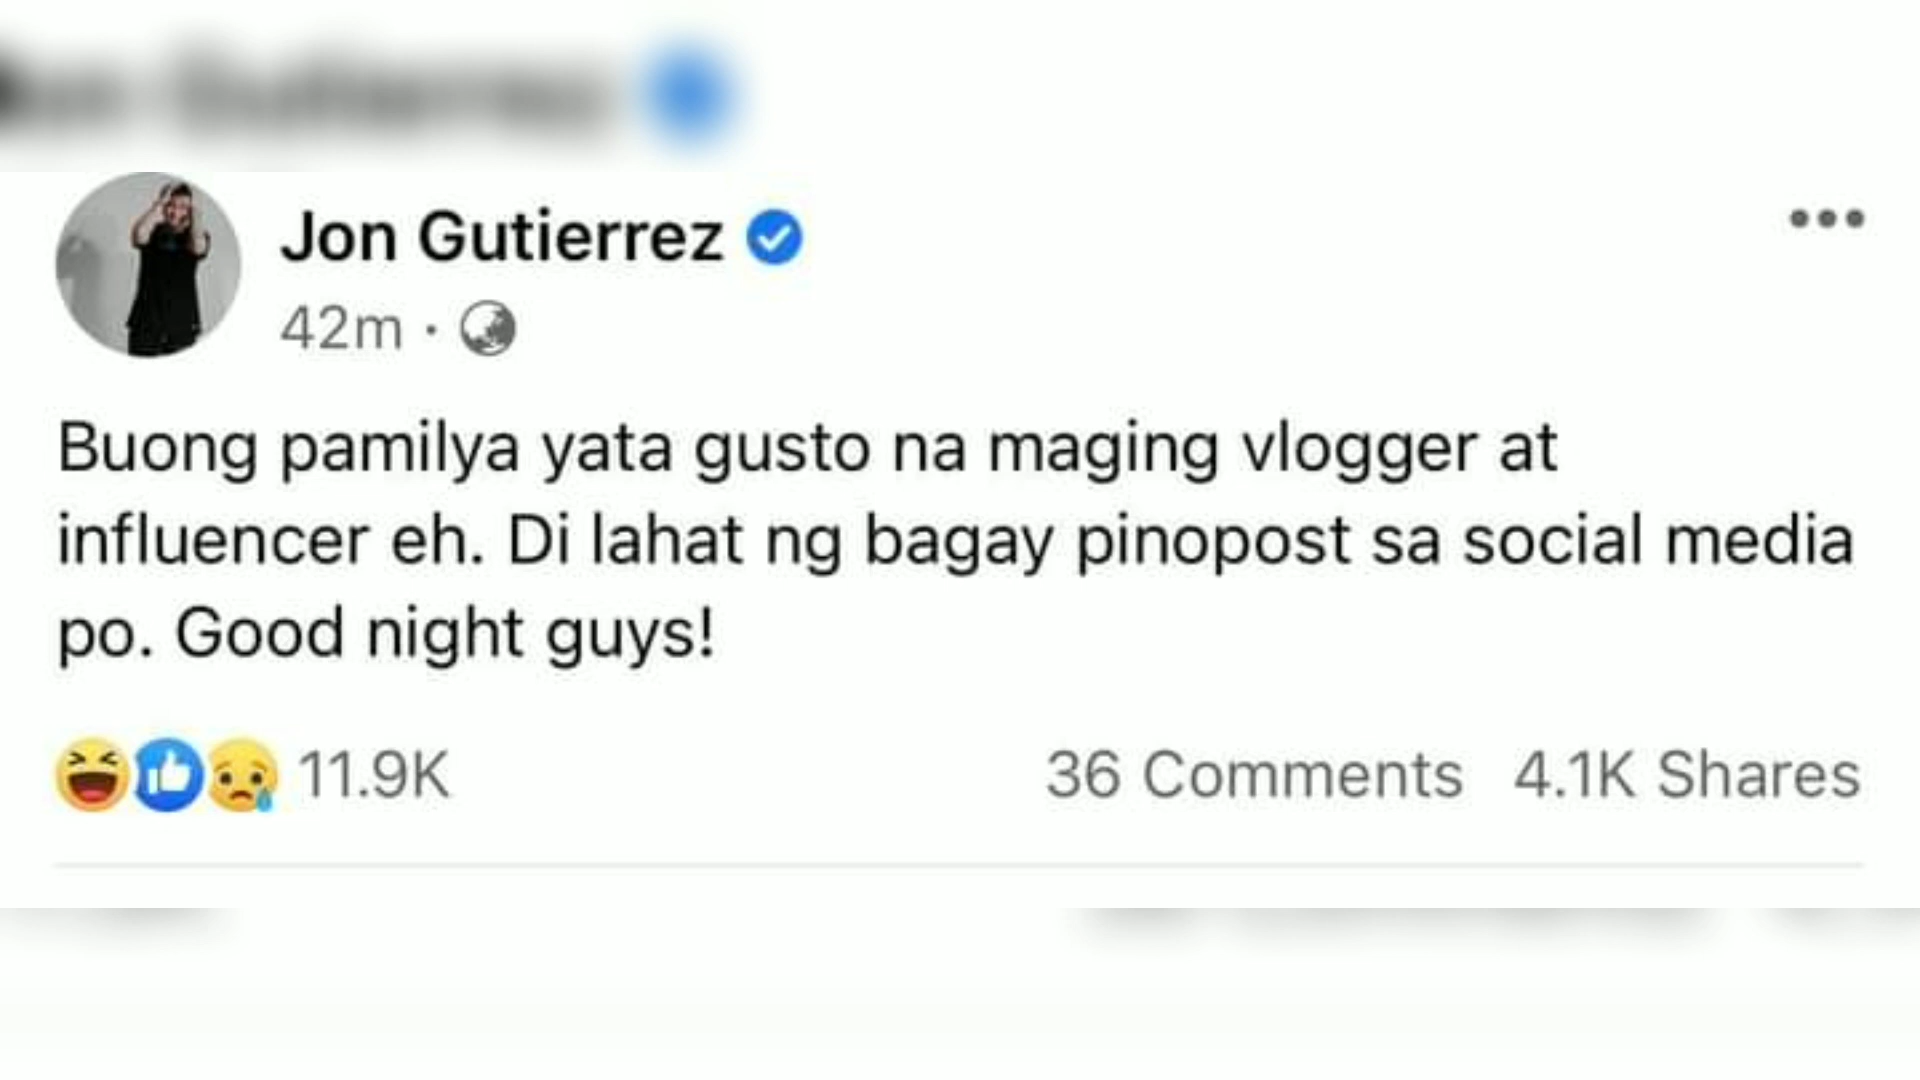 Jon Gutierrez
42m ·
Buong pamilya yata gusto na maging vlogger at
influencer eh. Di lahat ng bagay pinopost sa social media
po. Good night guys!
11.9K 36 Comments 4.1K Shares